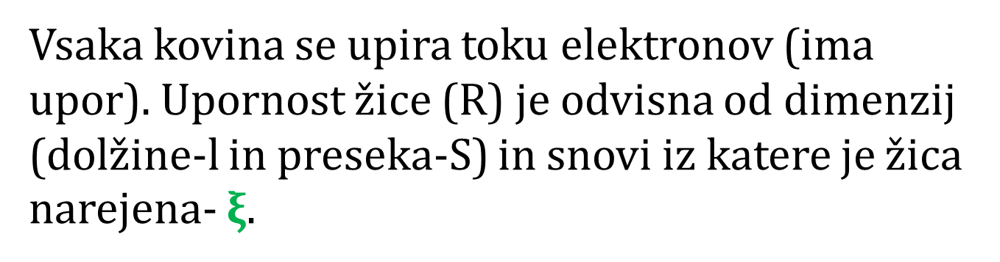 Vsaka kovina se upira toku elektronov (ima
upor). Upornost žice (R) je odvisna od dimenzij
(dolžine-l in preseka-S) in snovi iz katere je žica
narejena- ξ.